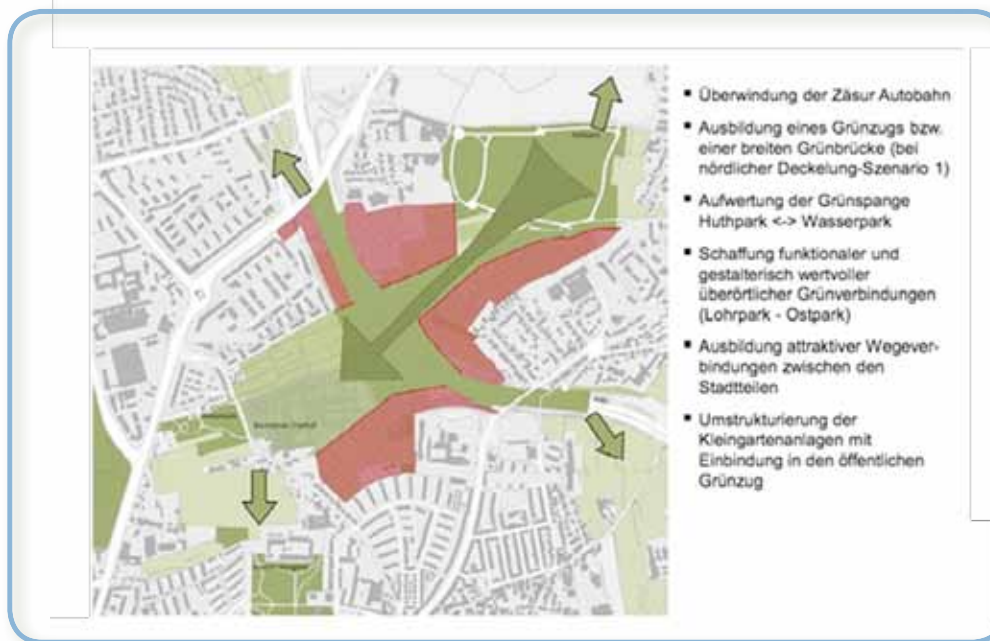 ▪ Überwindung der Zäsur Autobahn
▪ Ausbildung eines Grünzugs bzw.
einer breiten Grünbrücke (bei
nördlicher Deckelung-Szenario 1)
▪ Aufwertung der Grünspange
Huthpark <-> Wasserpark
▪ Schaffung funktionaler und
gestalterisch wertvoller
überörtlicher Grünverbindungen
(Lohrpark - Ostpark)
▪ Ausbildung attraktiver Wegever-
bindungen zwischen den
Stadtteilen
▪ Umstrukturierung der
Kleingartenanlagen mit
Einbindung in den öffentlichen
Grünzug